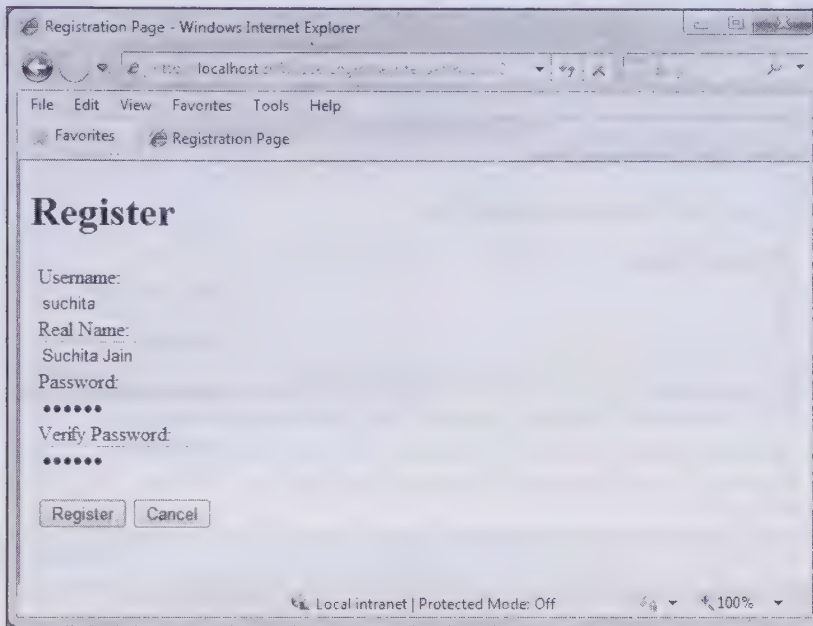 Registration Page - Windows Internet Explorer
localhost
File Edit View Favorites Tools Help
Favorites Registration Page
Register
Username:
suchita
Real Name:
Suchita Jain
Password:
••••••
Verify Password:
••••••
Register Cancel
Local intranet | Protected Mode: Off 100%